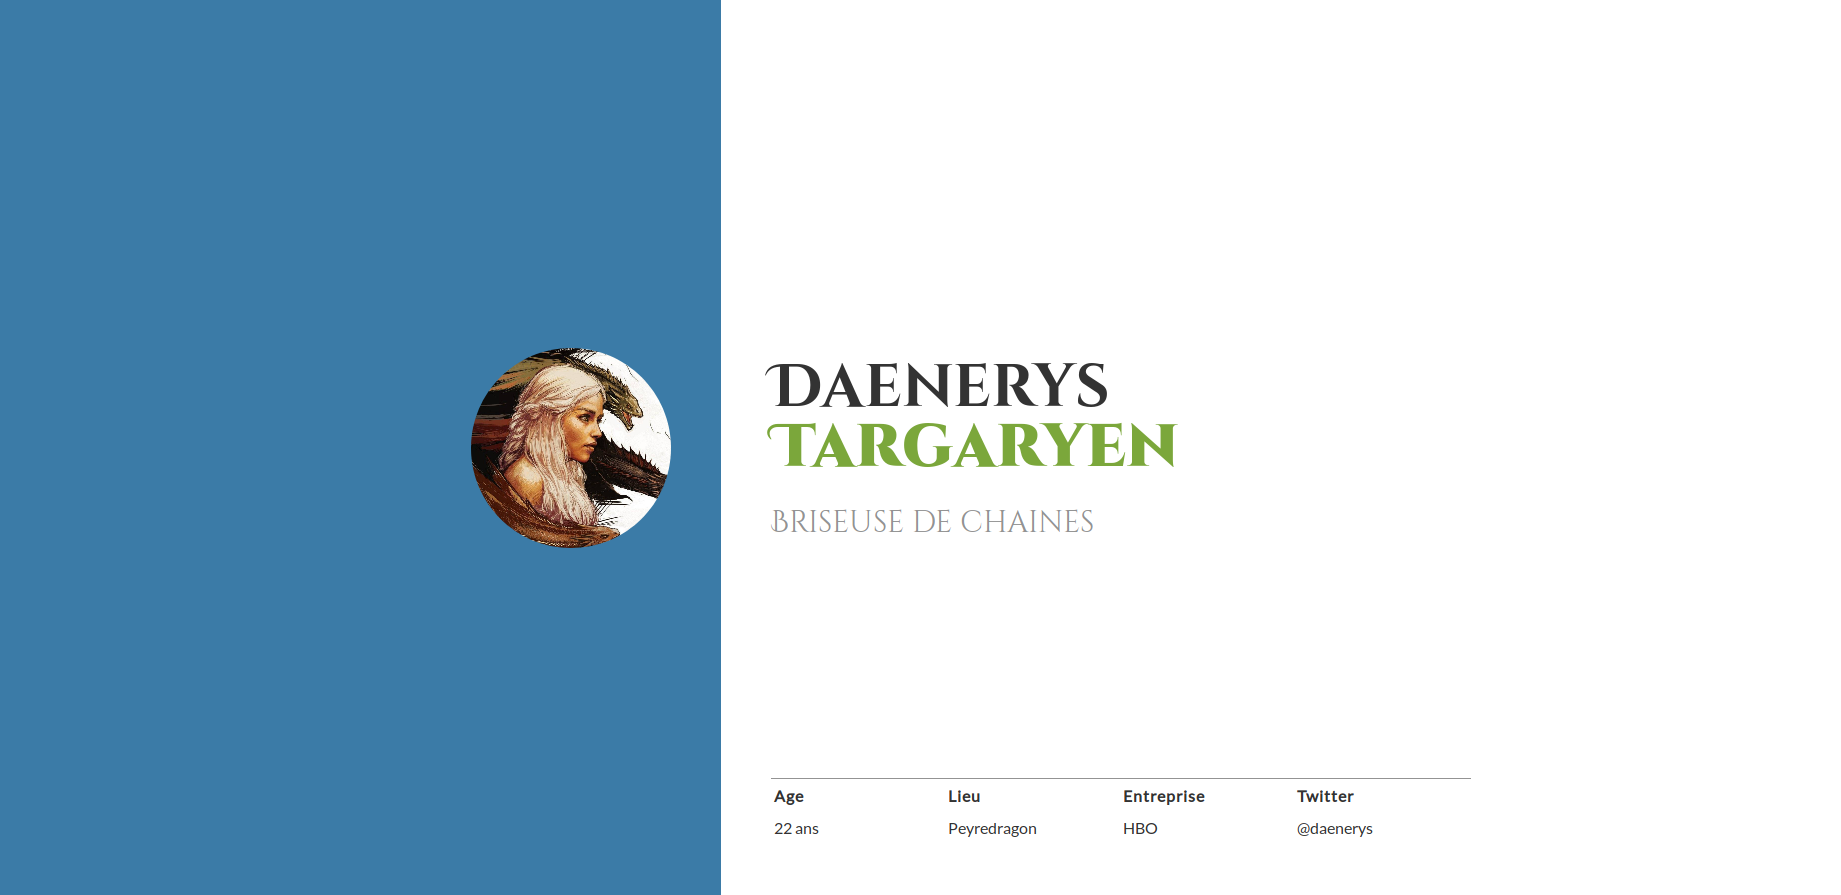 Daenerys
Targaryen
Briseuse de chaines
Age Lieu Entreprise Twitter
22 ans Peyredragon HBO @daenerys